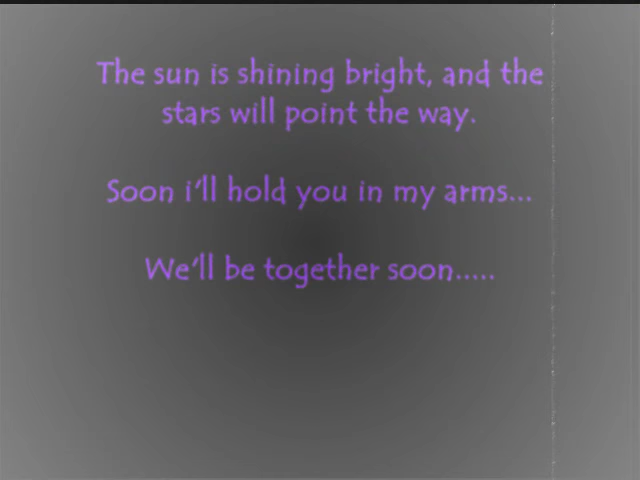 The sun is shining bright, and the
stars will point the way.
Soon i'll hold you in my arms...
We'll be together soon.....